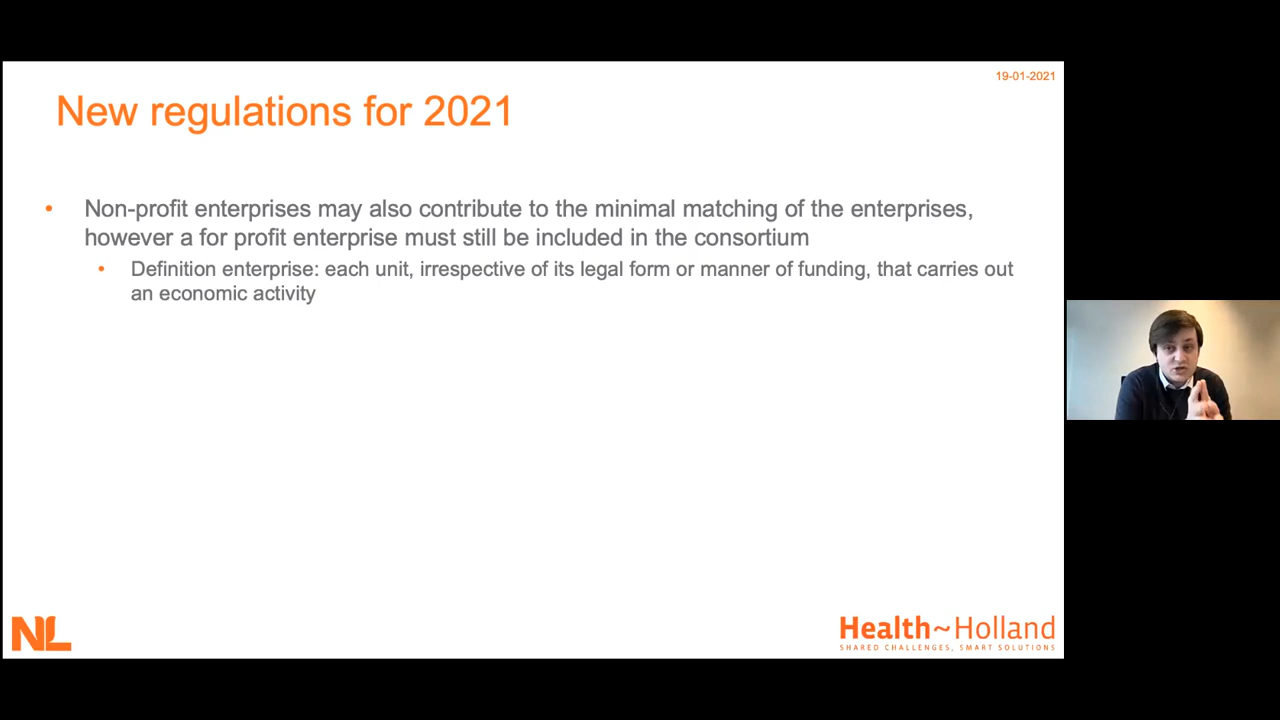 19-01-2021
New regulations for 2021
• Non-profit enterprises may also contribute to the minimal matching of the enterprises,
however a for profit enterprise must still be included in the consortium
• Definition enterprise: each unit, irrespective of its legal form or manner of funding, that carries out
an economic activity
NL
Health~Holland
SHARED CHALLENGES, SMART SOLUTIONS